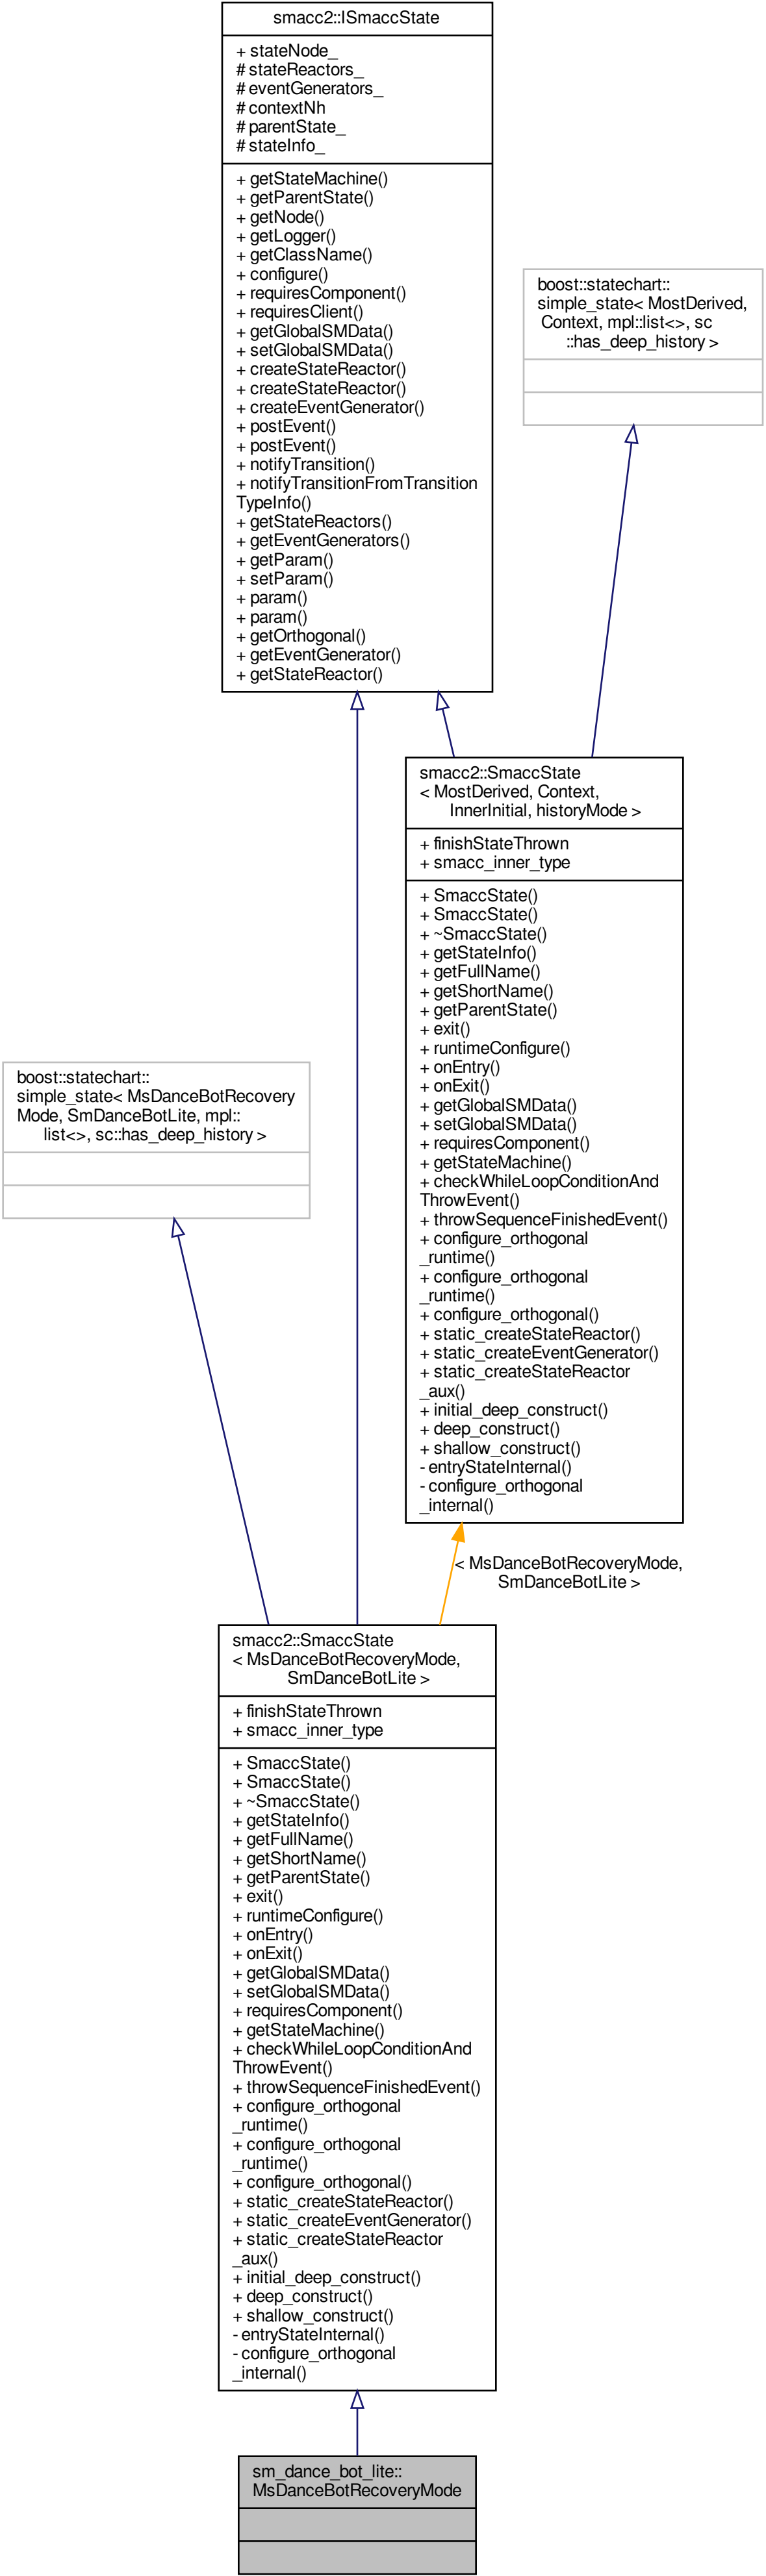 smacc2::ISmaccState
+ stateNode_
# stateReactors_
# eventGenerators_
# contextNh
# parentState_
# stateInfo_
+ getStateMachine()
+ getParentState()
+ getNode()
+ getLogger()
+ getClassName()
+ configure()
+ requiresComponent()
+ requiresClient()
+ getGlobalSMData()
+ setGlobalSMData()
+ createStateReactor()
+ createStateReactor()
+ createEventGenerator()
+ postEvent()
+ postEvent()
+ notifyTransition()
+ notifyTransitionFromTransition
TypeInfo()
+ getStateReactors()
+ getEventGenerators()
+ getParam()
+ setParam()
+ param()
+ param()
+ getOrthogonal()
+ getEventGenerator()
+ getStateReactor()
boost::statechart::
simple_state< MostDerived,
Context, mpl::list<>, sc
::has_deep_history >
smacc2::SmaccState
< MostDerived, Context,
InnerInitial, historyMode >
+ finishStateThrown
+ smacc_inner_type
+ SmaccState()
+ SmaccState()
+ ~SmaccState()
+ getStateInfo()
+ getFullName()
+ getShortName()
+ getParentState()
+ exit()
+ runtimeConfigure()
+ onEntry()
+ onExit()
+ getGlobalSMData()
+ setGlobalSMData()
+ requiresComponent()
+ getStateMachine()
+ checkWhileLoopConditionAnd
ThrowEvent()
+ throwSequenceFinishedEvent()
+ configure_orthogonal
_runtime()
+ configure_orthogonal
_runtime()
+ configure_orthogonal()
+ static_createStateReactor()
+ static_createEventGenerator()
+ static_createStateReactor
_aux()
+ initial_deep_construct()
+ deep_construct()
+ shallow_construct()
- entryStateInternal()
- configure_orthogonal
_internal()
boost::statechart::
simple_state< MsDanceBotRecovery
Mode, SmDanceBotLite, mpl::
list<>, sc::has_deep_history >
< MsDanceBotRecoveryMode,
SmDanceBotLite >
smacc2::SmaccState
< MsDanceBotRecoveryMode,
SmDanceBotLite >
+ finishStateThrown
+ smacc_inner_type
+ SmaccState()
+ SmaccState()
+ ~SmaccState()
+ getStateInfo()
+ getFullName()
+ getShortName()
+ getParentState()
+ exit()
+ runtimeConfigure()
+ onEntry()
+ onExit()
+ getGlobalSMData()
+ setGlobalSMData()
+ requiresComponent()
+ getStateMachine()
+ checkWhileLoopConditionAnd
ThrowEvent()
+ throwSequenceFinishedEvent()
+ configure_orthogonal
_runtime()
+ configure_orthogonal
_runtime()
+ configure_orthogonal()
+ static_createStateReactor()
+ static_createEventGenerator()
+ static_createStateReactor
_aux()
+ initial_deep_construct()
+ deep_construct()
+ shallow_construct()
- entryStateInternal()
- configure_orthogonal
_internal()
sm_dance_bot_lite::
MsDanceBotRecoveryMode